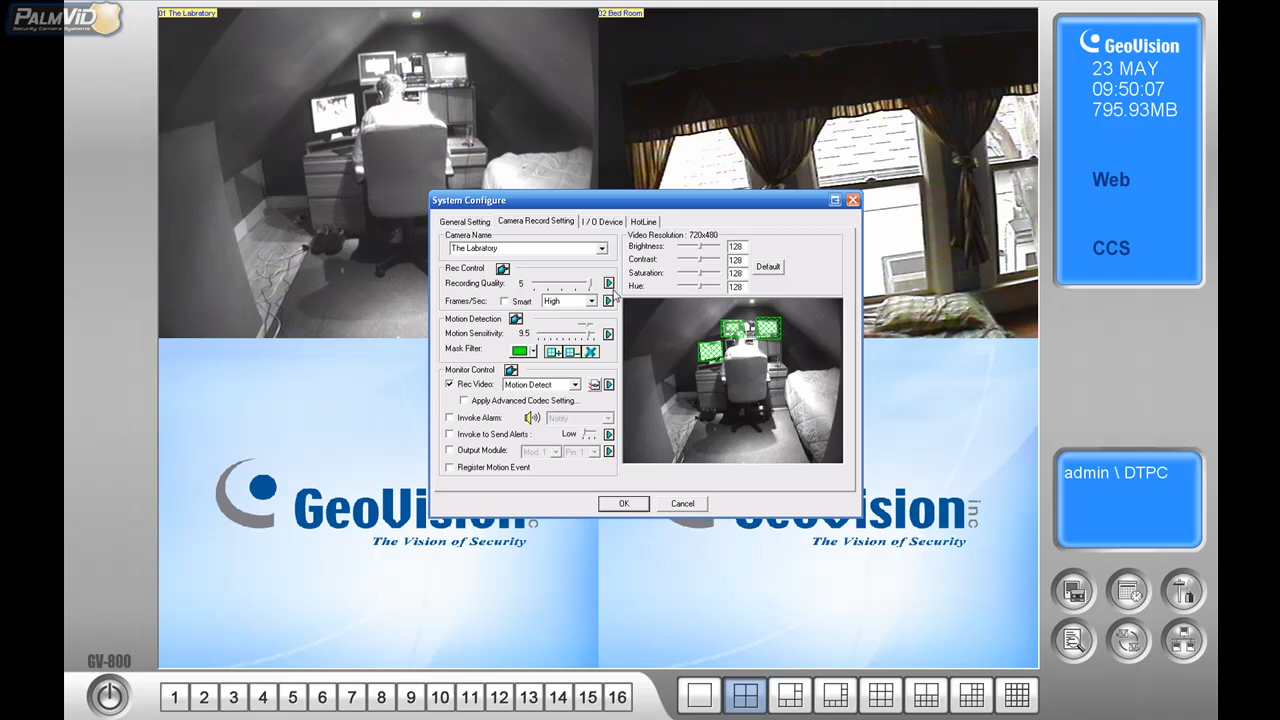 PALMVID
Security Camera Systems
01 The Labratory
02 Bed Room
GeoVision
23 MAY
09:50:07
795.93MB
Web
CCS
System Configure
General Setting
Camera Record Setting
I / O Device
HotLine
Camera Name
The Labratory
Rec Control
Recording Quality: 5
Frames/Sec: Smart High
Motion Detection
Motion Sensitivity: 9.5
Mask Filter:
Monitor Control
Rec Video: Motion Detect
Apply Advanced Codec Setting...
Invoke Alarm: Notify
Invoke to Send Alerts : Low
Output Module: Mod. 1 Pin. 1
Register Motion Event
Video Resolution : 720x480
Brightness: 128
Contrast: 128
Saturation: 128
Hue: 128
Default
OK
Cancel
GeoVi
The Vision of Security
ision inc
The Vision of Security
admin \ DTPC
GV-800
1 2 3 4 5 6 7 8 9 10 11 12 13 14 15 16